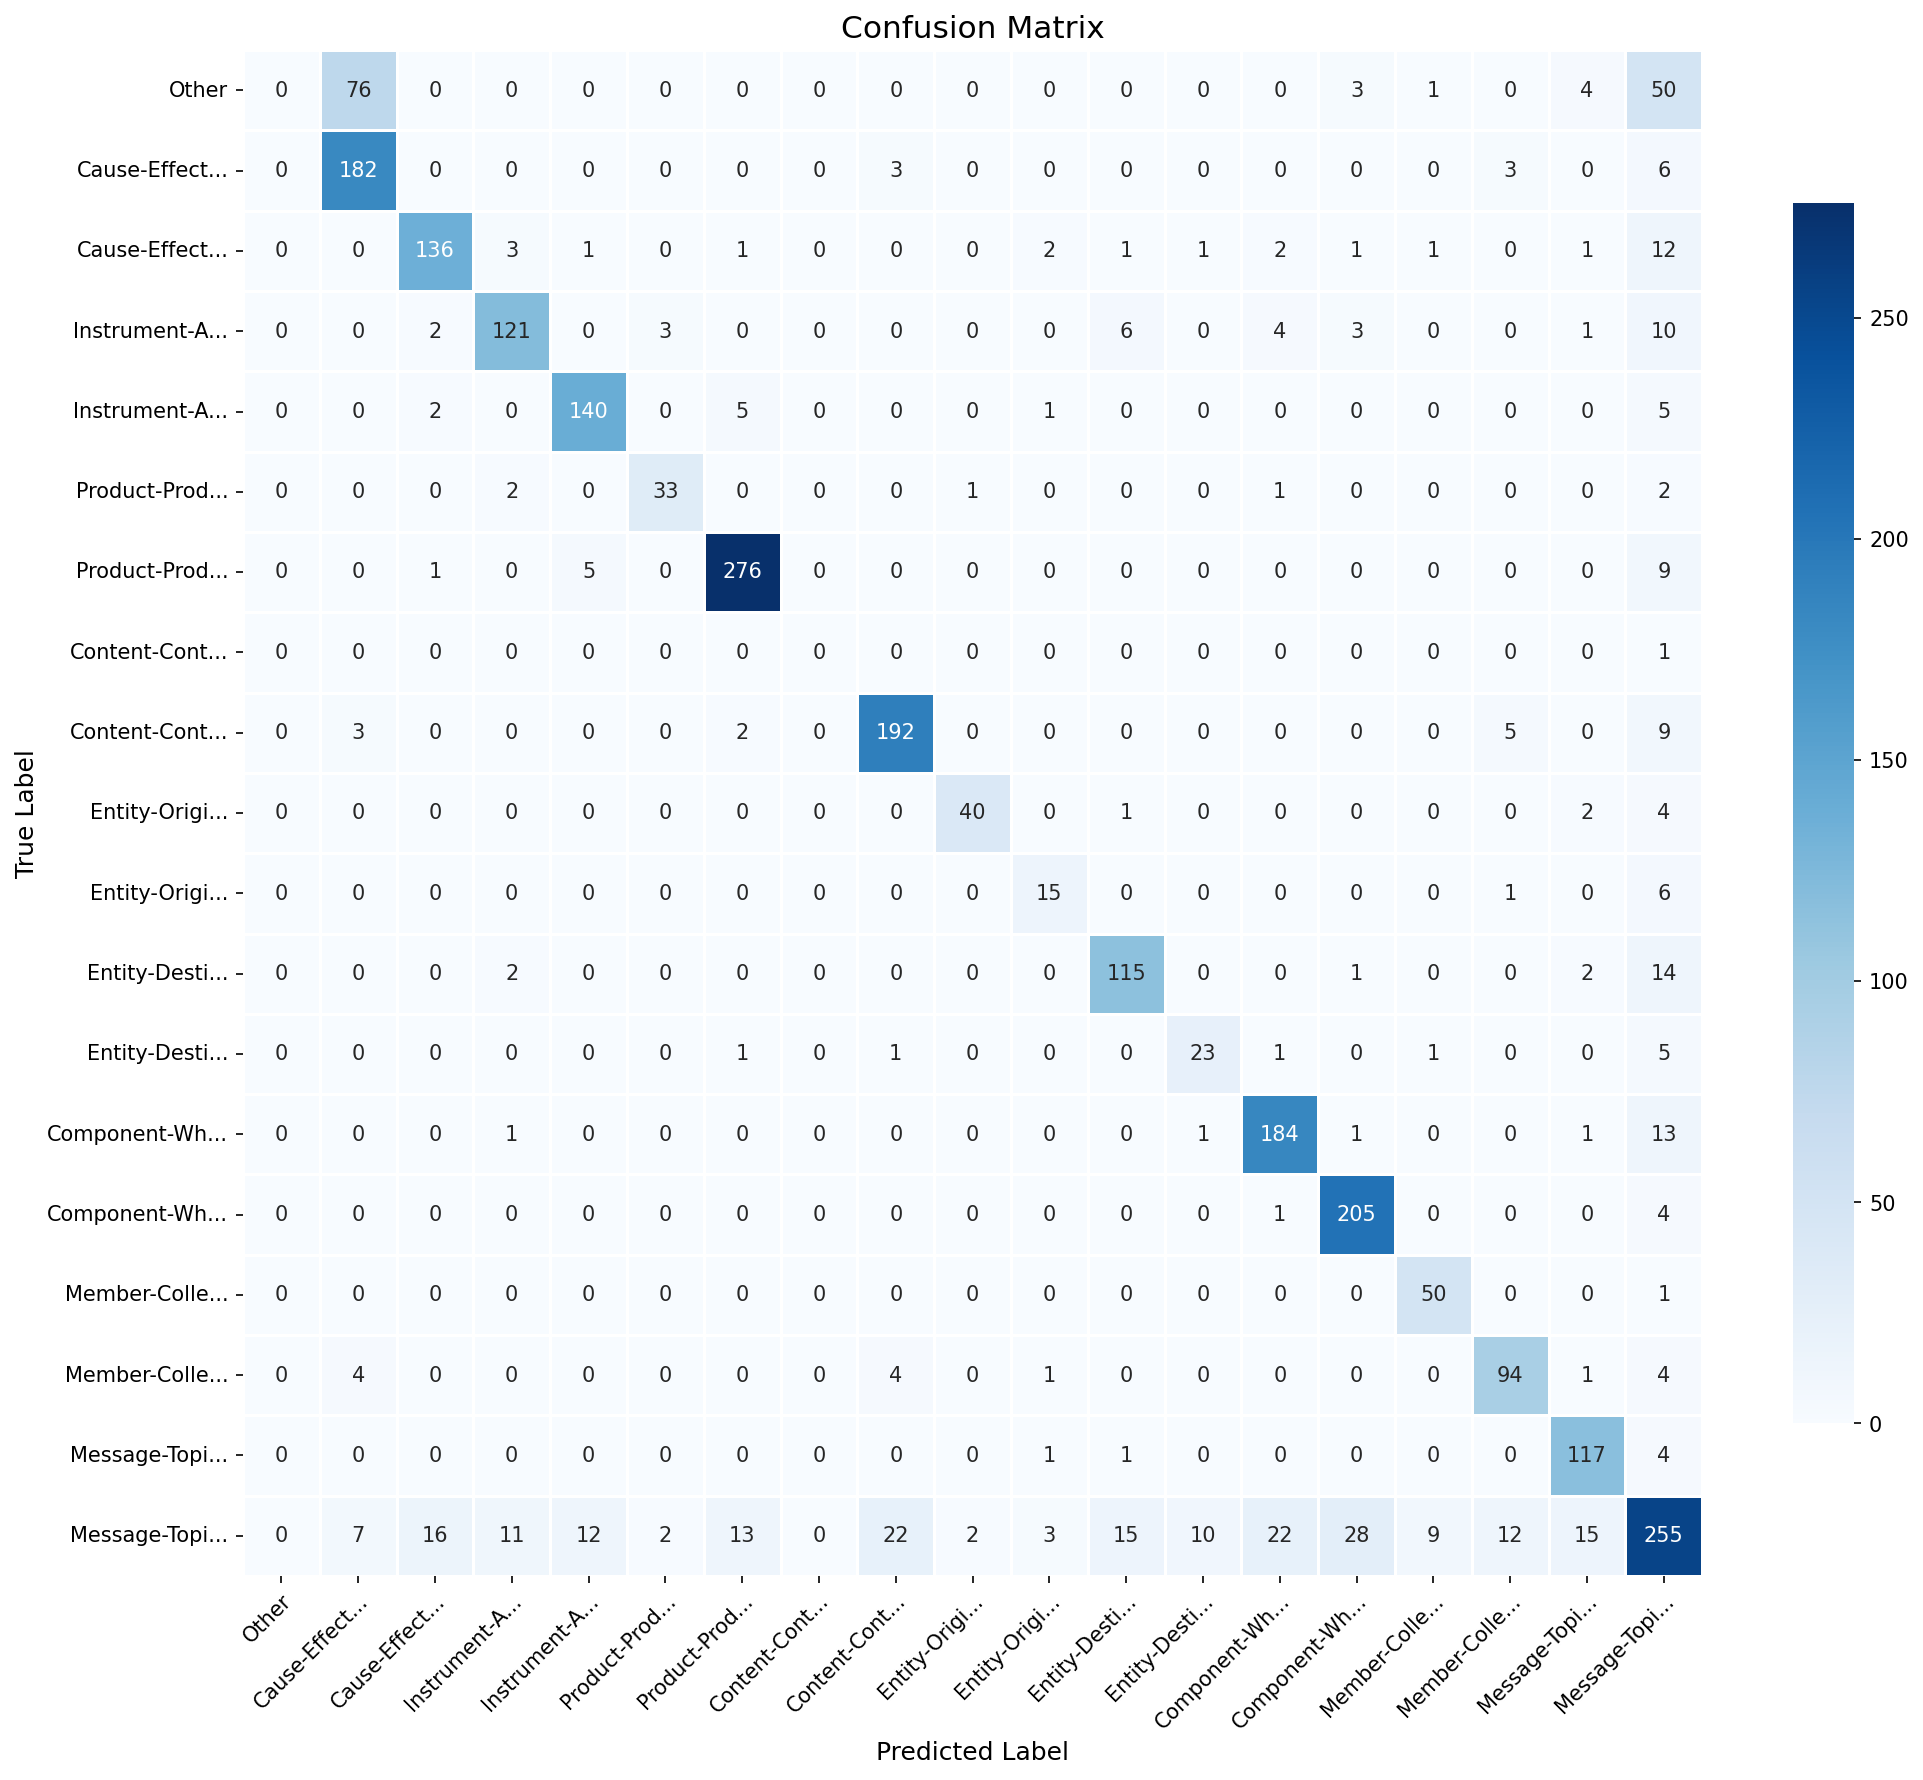 Confusion Matrix
Other 0 76 0 0 0 0 0 0 0 0 0 0 0 0 3 1 0 4 50
Cause-Effect... 0 182 0 0 0 0 0 0 3 0 0 0 0 0 0 0 3 0 6
Cause-Effect... 0 0 136 3 1 0 1 0 0 0 2 1 1 2 1 1 0 1 12
Instrument-A... 0 0 2 121 0 3 0 0 0 0 0 6 0 4 3 0 0 1 10
Instrument-A... 0 0 2 0 140 0 5 0 0 0 1 0 0 0 0 0 0 0 5
Product-Prod... 0 0 0 2 0 33 0 0 0 1 0 0 0 1 0 0 0 0 2
Product-Prod... 0 0 1 0 5 0 276 0 0 0 0 0 0 0 0 0 0 0 9
Content-Cont... 0 0 0 0 0 0 0 0 0 0 0 0 0 0 0 0 0 0 1
Content-Cont... 0 3 0 0 0 0 2 0 192 0 0 0 0 0 0 0 5 0 9
Entity-Origi... 0 0 0 0 0 0 0 0 0 40 0 1 0 0 0 0 0 2 4
Entity-Origi... 0 0 0 0 0 0 0 0 0 0 15 0 0 0 0 0 1 0 6
Entity-Desti... 0 0 0 2 0 0 0 0 0 0 0 115 0 0 1 0 0 2 14
Entity-Desti... 0 0 0 0 0 0 1 0 1 0 0 0 23 1 0 1 0 0 5
Component-Wh... 0 0 0 1 0 0 0 0 0 0 0 0 1 184 1 0 0 1 13
Component-Wh... 0 0 0 0 0 0 0 0 0 0 0 0 0 1 205 0 0 0 4
Member-Colle... 0 0 0 0 0 0 0 0 0 0 0 0 0 0 0 50 0 0 1
Member-Colle... 0 4 0 0 0 0 0 0 4 0 1 0 0 0 0 0 94 1 4
Message-Topi... 0 0 0 0 0 0 0 0 0 0 1 1 0 0 0 0 0 117 4
Message-Topi... 0 7 16 11 12 2 13 0 22 2 3 15 10 22 28 9 12 15 255
True Label
Other
Cause-Effect...
Cause-Effect...
Instrument-A...
Instrument-A...
Product-Prod...
Product-Prod...
Content-Cont...
Content-Cont...
Entity-Origi...
Entity-Origi...
Entity-Desti...
Entity-Desti...
Component-Wh...
Component-Wh...
Member-Colle...
Member-Colle...
Message-Topi...
Message-Topi...
Predicted Label
250
200
150
100
50
0